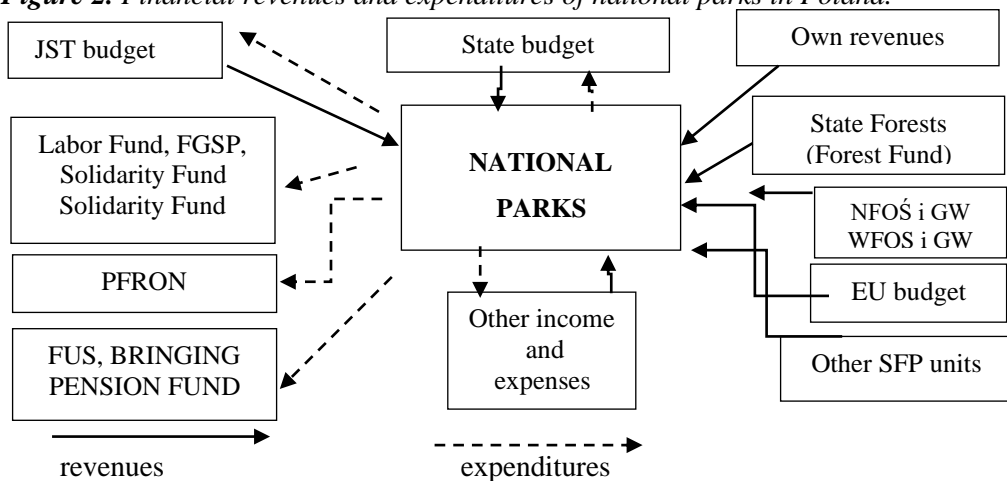 Figure 2. Financial revenues and expenditures of national parks in Poland.
JST budget
State budget
Own revenues
Labor Fund, FGSP,
Solidarity Fund
Solidarity Fund
NATIONAL
PARKS
State Forests
(Forest Fund)
NFOŚ i GW
WFOS i GW
PFRON
EU budget
Other income
and
expenses
FUS, BRINGING
PENSION FUND
Other SFP units
revenues
expenditures